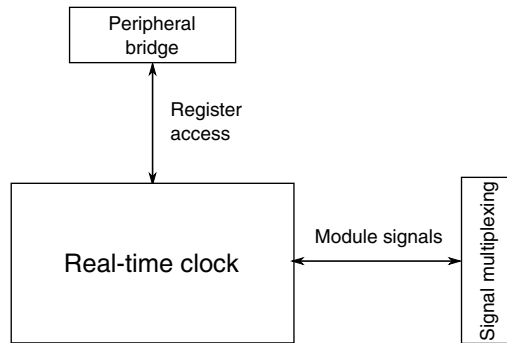 Peripheral
bridge
Register
access
Real-time clock
Module signals
Signal multiplexing